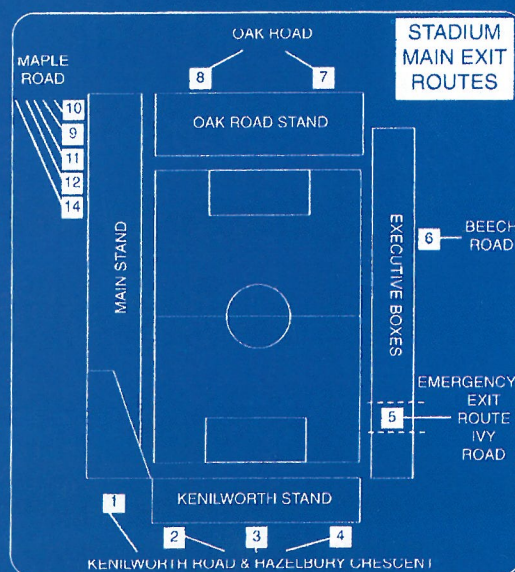 STADIUM
MAIN EXIT
ROUTES
OAK ROAD
8
7
MAPLE
ROAD
10
9
11
12
14
OAK ROAD STAND
MAIN STAND
EXECUTIVE BOXES
6
BEECH
ROAD
EMERGENCY
EXIT
ROUTE
IVY
ROAD
5
KENILWORTH STAND
1
2
3
4
KENILWORTH ROAD & HAZELBURY CRESCENT